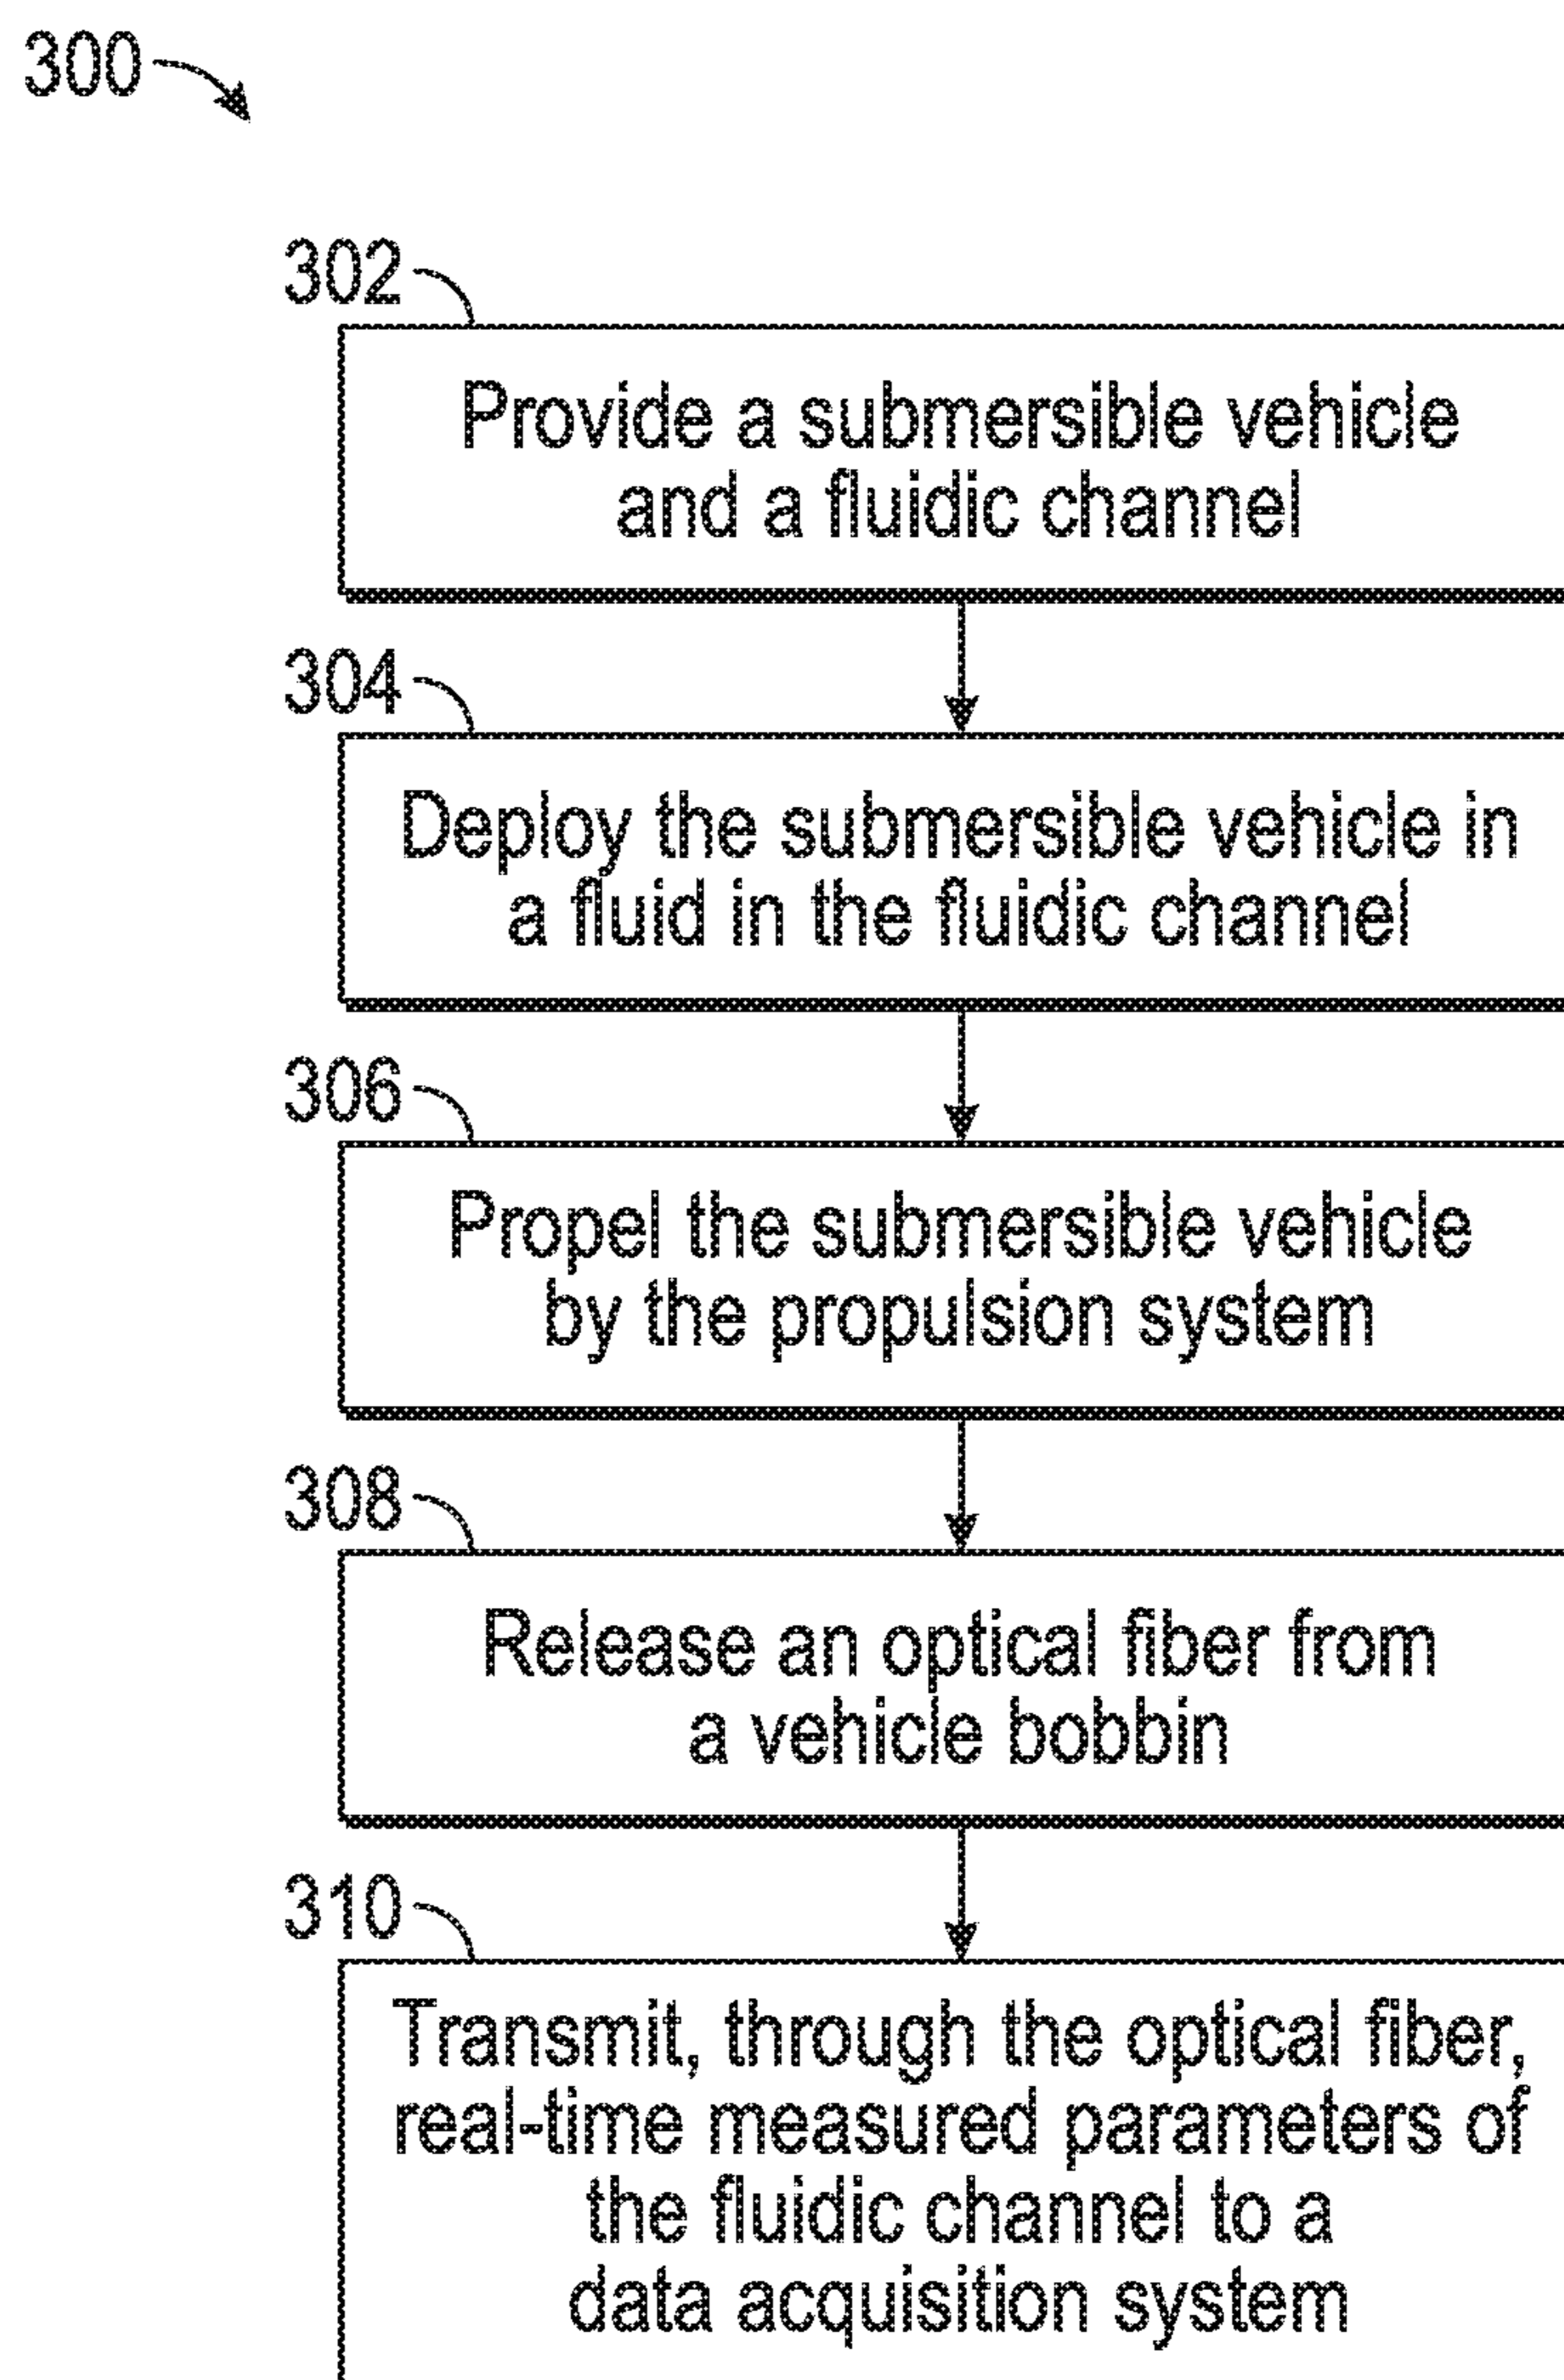 300
302
Provide a submersible vehicle
and a fluidic channel
304
Deploy the submersible vehicle in
a fluid in the fluidic channel
306
Propel the submersible vehicle
by the propulsion system
308
Release an optical fiber from
a vehicle bobbin
310
Transmit, through the optical fiber,
real-time measured parameters of
the fluidic channel to a
data acquisition system